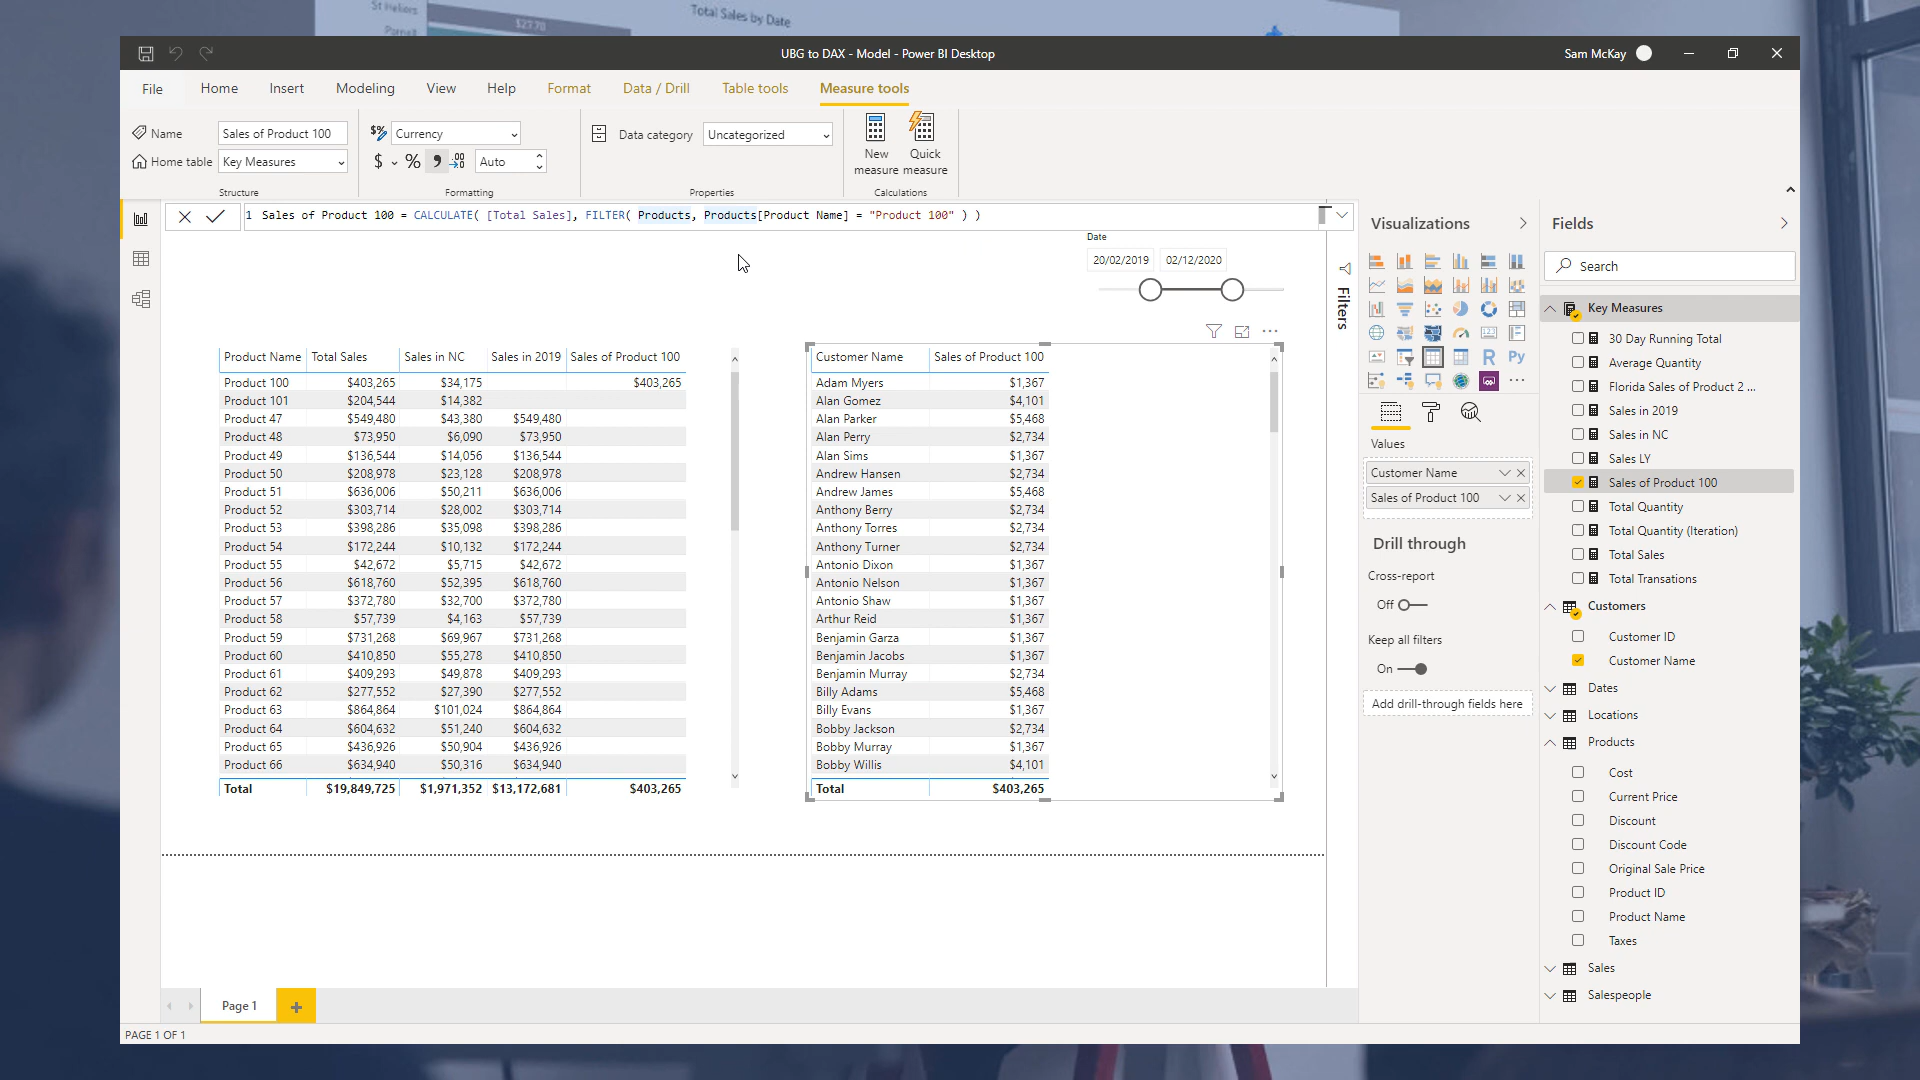 St Heliers
$27.70
Total Sales by Date
UBG to DAX - Model - Power BI Desktop
Sam McKay
File Home Insert Modeling View Help Format Data / Drill Table tools Measure tools
Name Sales of Product 100
Home table Key Measures
Structure
Currency
$ % 9 Auto
Formatting
Data category Uncategorized
Properties
New measure
Quick measure
Calculations
1 Sales of Product 100 = CALCULATE( [Total Sales], FILTER( Products, Products[Product Name] = "Product 100" ) )
Date
20/02/2019 02/12/2020
Product Name Total Sales Sales in NC Sales in 2019 Sales of Product 100
Product 100 $403,265 $34,175 $403,265
Product 101 $204,544 $14,382
Product 47 $549,480 $43,380 $549,480
Product 48 $73,950 $6,090 $73,950
Product 49 $136,544 $14,056 $136,544
Product 50 $208,978 $23,128 $208,978
Product 51 $636,006 $50,211 $636,006
Product 52 $303,714 $28,002 $303,714
Product 53 $398,286 $35,098 $398,286
Product 54 $172,244 $10,132 $172,244
Product 55 $42,672 $5,715 $42,672
Product 56 $618,760 $52,395 $618,760
Product 57 $372,780 $32,700 $372,780
Product 58 $57,739 $4,163 $57,739
Product 59 $731,268 $69,967 $731,268
Product 60 $410,850 $55,278 $410,850
Product 61 $409,293 $49,878 $409,293
Product 62 $277,552 $27,390 $277,552
Product 63 $864,864 $101,024 $864,864
Product 64 $604,632 $51,240 $604,632
Product 65 $436,926 $50,904 $436,926
Product 66 $634,940 $50,316 $634,940
Total $19,849,725 $1,971,352 $13,172,681 $403,265
Customer Name Sales of Product 100
Adam Myers $1,367
Alan Gomez $4,101
Alan Parker $5,468
Alan Perry $2,734
Alan Sims $1,367
Andrew Hansen $2,734
Andrew James $5,468
Anthony Berry $2,734
Anthony Torres $2,734
Anthony Turner $2,734
Antonio Dixon $1,367
Antonio Nelson $1,367
Antonio Shaw $1,367
Arthur Reid $1,367
Benjamin Garza $1,367
Benjamin Jacobs $1,367
Benjamin Murray $2,734
Billy Adams $5,468
Billy Evans $1,367
Bobby Jackson $2,734
Bobby Murray $1,367
Bobby Willis $4,101
Total $403,265
Filters
Visualizations
R Py
Values
Customer Name
Sales of Product 100
Drill through
Cross-report
Off
Keep all filters
On
Add drill-through fields here
Fields
Search
Key Measures
30 Day Running Total
Average Quantity
Florida Sales of Product 2 ...
Sales in 2019
Sales in NC
Sales LY
Sales of Product 100
Total Quantity
Total Quantity (Iteration)
Total Sales
Total Transations
Customers
Customer ID
Customer Name
Dates
Locations
Products
Cost
Current Price
Discount
Discount Code
Original Sale Price
Product ID
Product Name
Taxes
Sales
Salespeople
Page 1
PAGE 1 OF 1